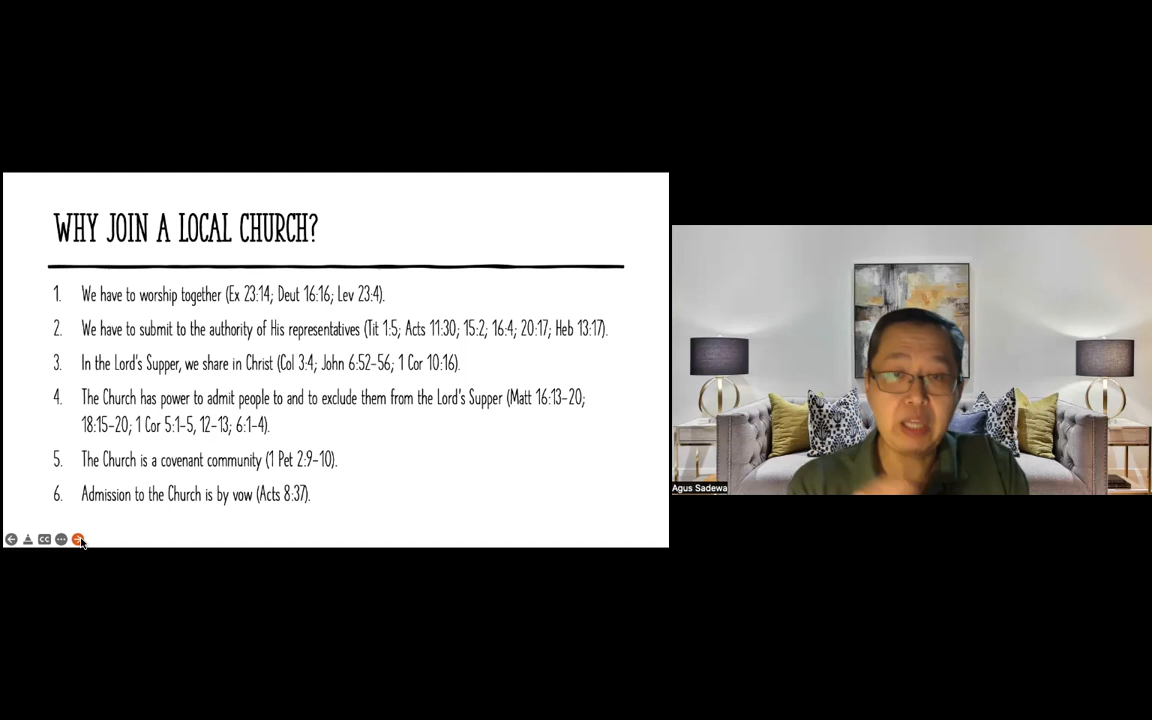 WHY JOIN A LOCAL CHURCH?
1. We have to worship together (Ex 23:14; Deut 16:16; Lev 23:4).
2. We have to submit to the authority of His representatives (Tit 1:5; Acts 11:30; 15:2; 16:4; 20:17; Heb 13:17).
3. In the Lord's Supper, we share in Christ (Col 3:4; John 6:52-56; 1 Cor 10:16).
4. The Church has power to admit people to and to exclude them from the Lord's Supper (Matt 16:13-20;
18:15-20; 1 Cor 5:1-5, 12-13; 6:1-4).
5. The Church is a covenant community (1 Pet 2:9-10).
6. Admission to the Church is by vow (Acts 8:37).
CC
Agus Sadewa